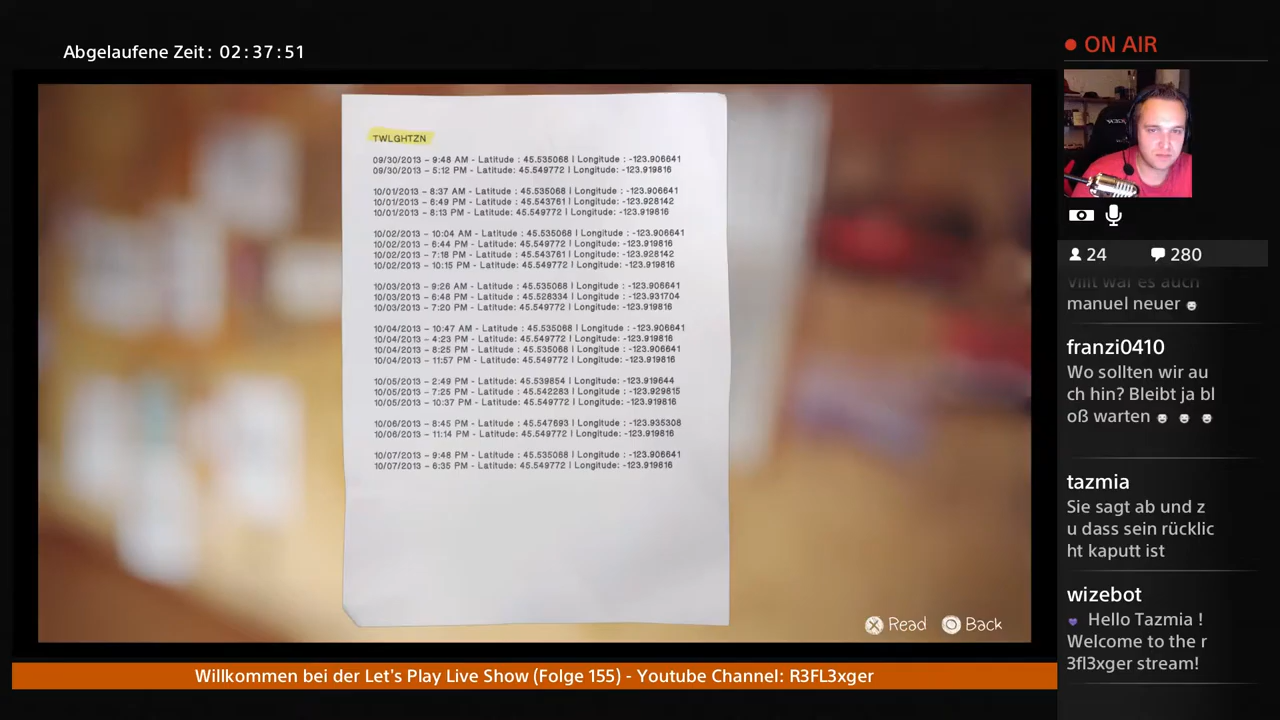 Abgelaufene Zeit: 02:37:51
ON AIR
TWLGHTZN
09/30/2013 – 9:48 AM - Latitude : 45.535068 | Longitude : -123.906641
09/30/2013 – 5:12 PM - Latitude: 45.549772 | Longitude: -123.919816
10/01/2013 – 8:37 AM - Latitude : 45.535068 | Longitude : -123.906641
10/01/2013 – 6:49 PM - Latitude : 45.543761 | Longitude : -123.928142
10/01/2013 – 8:13 PM - Latitude: 45.549772 | Longitude: -123.919816
10/02/2013 – 10:04 AM - Latitude : 45.535068 | Longitude : -123.906641
10/02/2013 – 6:44 PM - Latitude: 45.549772 | Longitude: -123.919816
10/02/2013 – 7:18 PM - Latitude : 45.543761 | Longitude : -123.928142
10/02/2013 – 10:15 PM - Latitude: 45.549772 | Longitude: -123.919816
10/03/2013 – 9:26 AM - Latitude : 45.535068 | Longitude : -123.906641
10/03/2013 – 6:48 PM - Latitude : 45.528334 | Longitude : -123.931704
10/03/2013 – 7:20 PM - Latitude: 45.549772 | Longitude: -123.919816
10/04/2013 – 10:47 AM - Latitude : 45.535068 | Longitude : -123.906641
10/04/2013 – 4:23 PM - Latitude: 45.549772 | Longitude: -123.919816
10/04/2013 – 8:25 PM - Latitude: 45.535068 | Longitude : -123.906641
10/04/2013 – 11:57 PM - Latitude: 45.549772 | Longitude: -123.919816
10/05/2013 – 2:49 PM - Latitude: 45.539854 | Longitude: -123.919644
10/05/2013 – 7:25 PM - Latitude : 45.542283 | Longitude: -123.929815
10/05/2013 – 10:37 PM - Latitude: 45.549772 | Longitude: -123.919816
10/06/2013 – 8:45 PM - Latitude: 45.547693 | Longitude : -123.935308
10/06/2013 – 11:14 PM - Latitude: 45.549772 | Longitude: -123.919816
10/07/2013 – 9:48 PM - Latitude: 45.535068 | Longitude : -123.906641
10/07/2013 – 6:35 PM - Latitude: 45.549772 | Longitude: -123.919816
Read Back
24 280
manuel neuer
franzi0410
Wo sollten wir au
ch hin? Bleibt ja bl
oß warten
tazmia
Sie sagt ab und z
u dass sein rücklic
ht kaputt ist
wizebot
Hello Tazmia !
Welcome to the r
3fl3xger stream!
Willkommen bei der Let's Play Live Show (Folge 155) - Youtube Channel: R3FL3xger